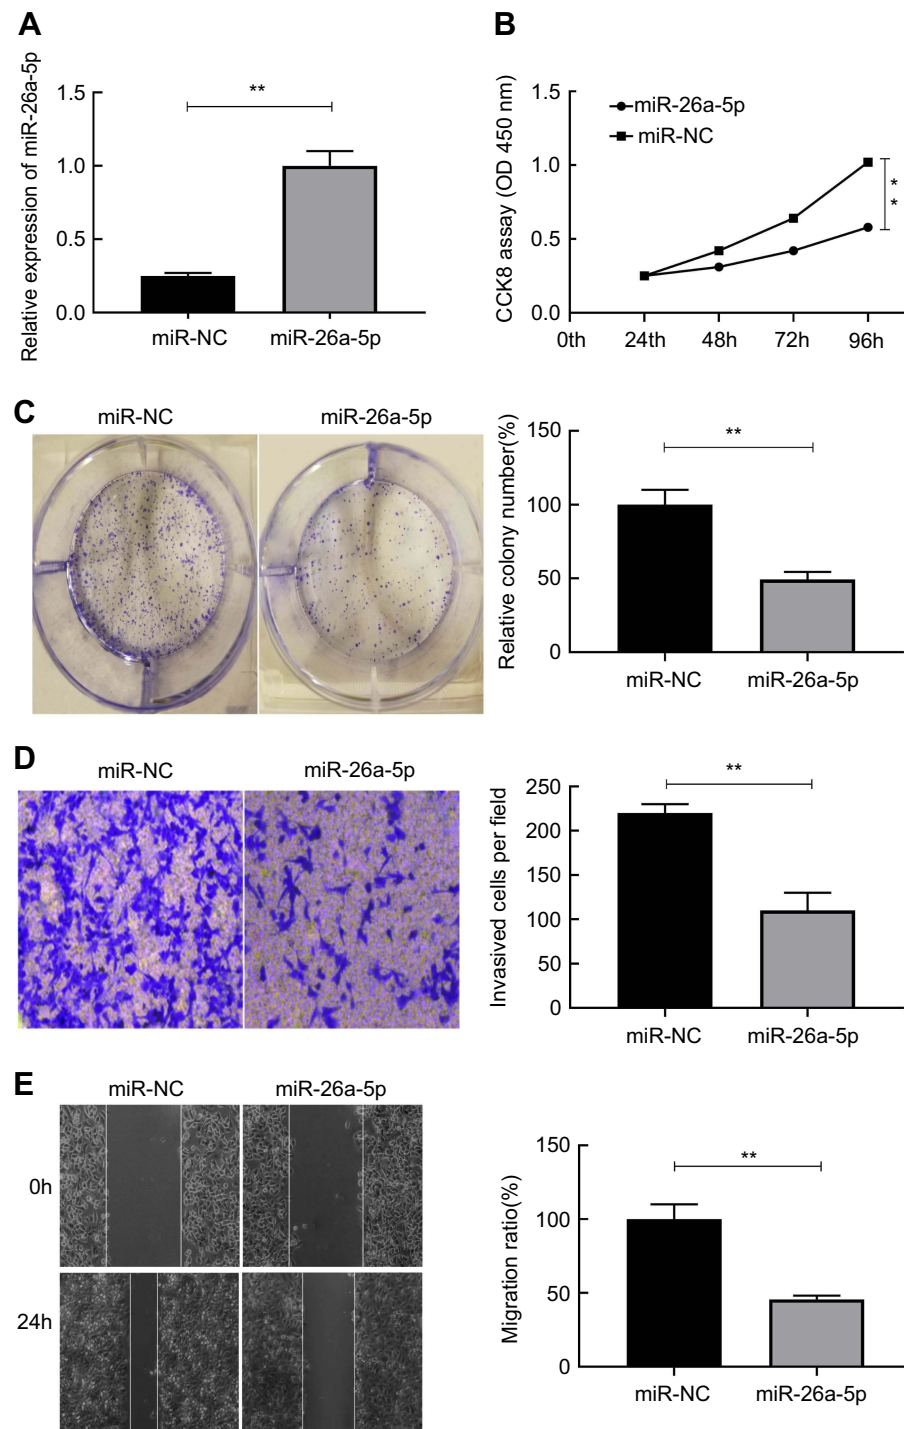 A
Relative expression of miR-26a-5p
1.5
1.0
0.5
0.0
**
miR-NC
miR-26a-5p
B
CCK8 assay (OD 450 nm)
1.5
1.0
0.5
0.0
miR-26a-5p
miR-NC
**
0th
24th
48h
72h
96h
C
miR-NC
miR-26a-5p
Relative colony number(%)
150
100
50
0
**
miR-NC
miR-26a-5p
D
miR-NC
miR-26a-5p
Invasived cells per field
250
200
150
100
50
0
**
miR-NC
miR-26a-5p
E
miR-NC
miR-26a-5p
0h
24h
Migration ratio(%)
150
100
50
0
**
miR-NC
miR-26a-5p